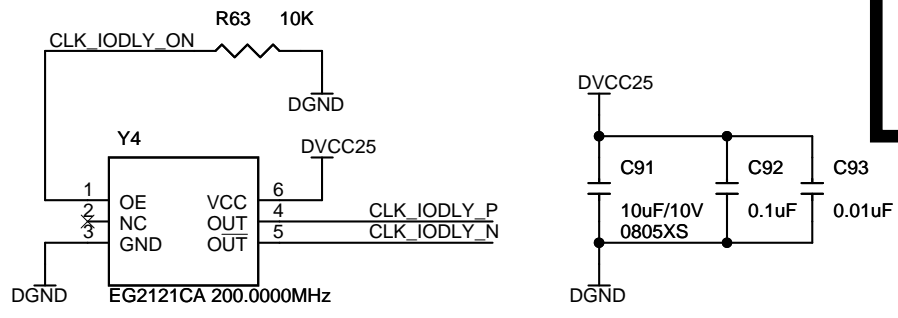 R63 10K
CLK_IODLY_ON
DGND
Y4
DVCC25
1 OE VCC 6
2 NC OUT 4 CLK_IODLY_P
3 GND OUT 5 CLK_IODLY_N
DGND
EG2121CA 200.0000MHz
DVCC25
C91 C92 C93
10uF/10V 0.1uF 0.01uF
0805XS
DGND